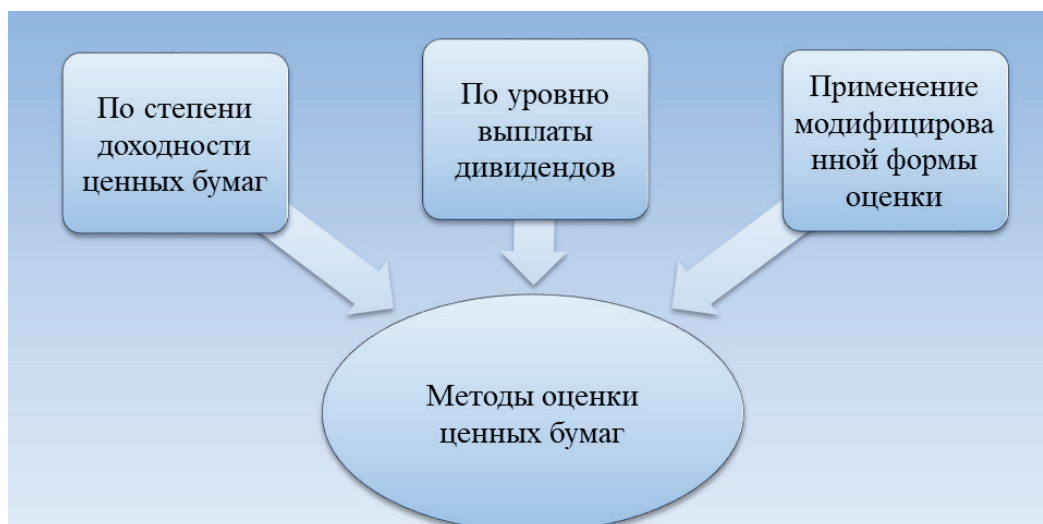 По степени
доходности
ценных бумаг
По уровню
выплаты
дивидендов
Применение
модифицирова
нной формы
оценки
Методы оценки
ценных бумаг